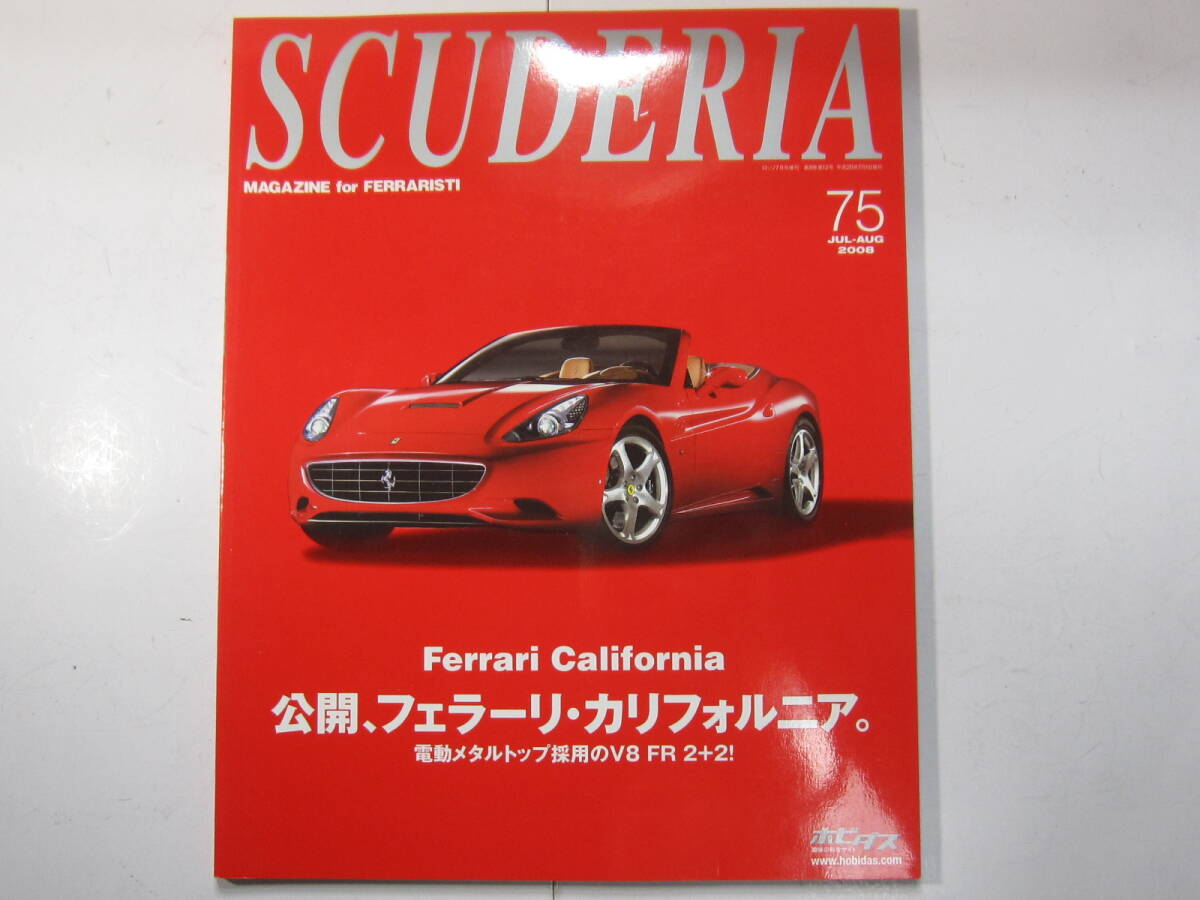 SCUDERIA
MAGAZINE for FERRARISTI
75
JUL-AUG
2008
Ferrari California
公開、フェラーリ・カリフォルニア。
電動メタルトップ採用のV8 FR 2+2!
ホビダス
www.hobidas.com